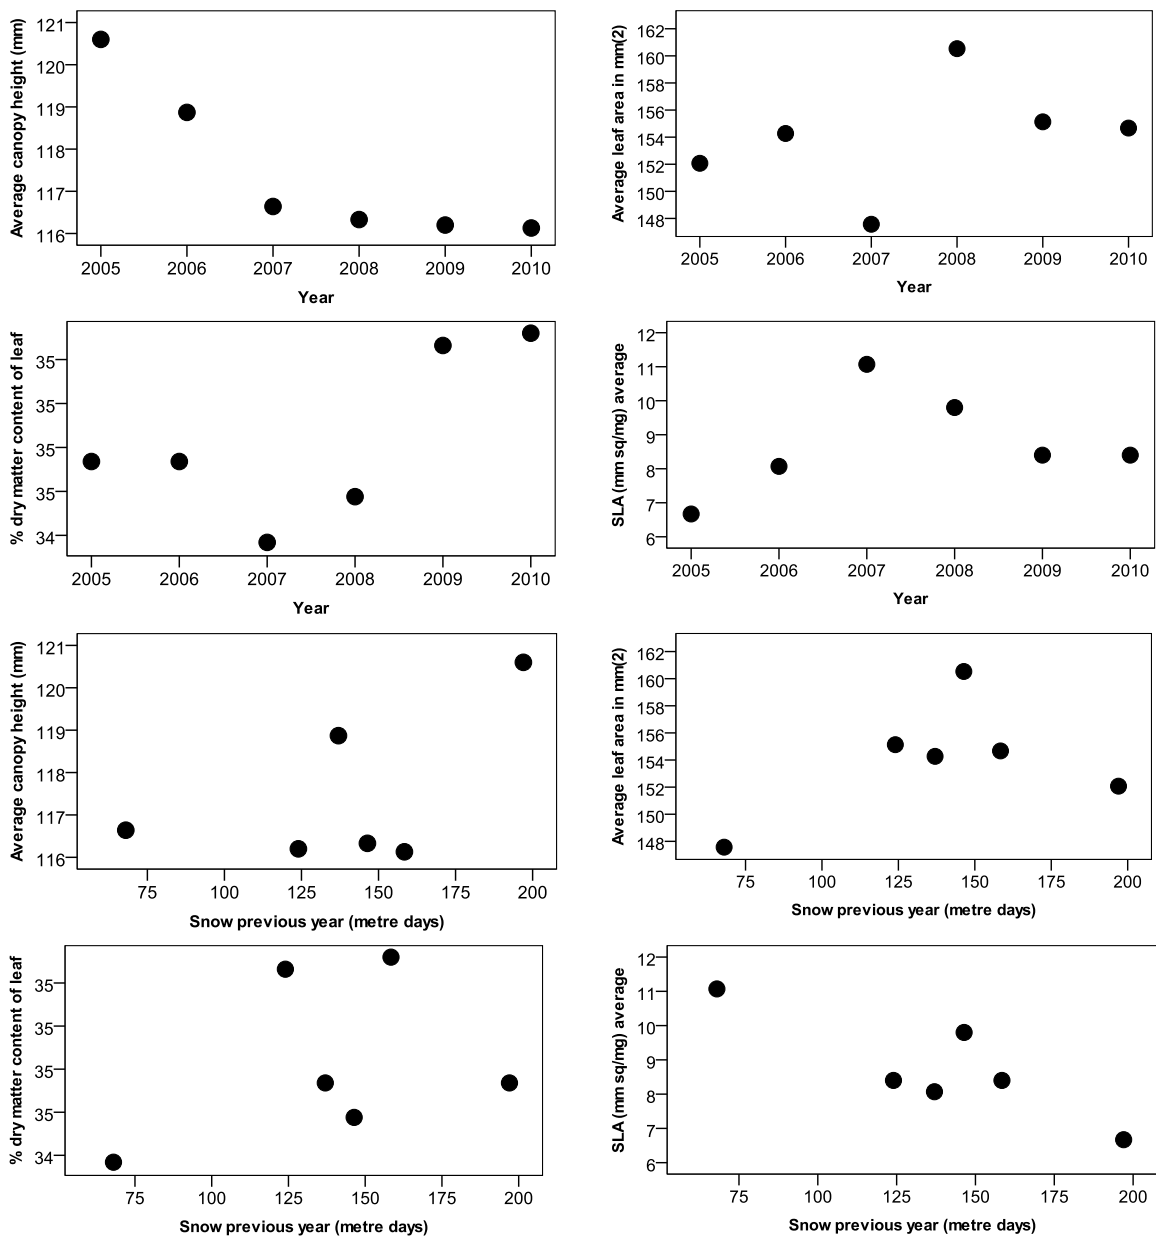 Average canopy height (mm)
121
120
119
118
117
116
2005 2006 2007 2008 2009 2010
Year
Average leaf area in mm(2)
162
160
158
156
154
152
150
148
2005 2006 2007 2008 2009 2010
Year
% dry matter content of leaf
35
35
35
35
34
2005 2006 2007 2008 2009 2010
Year
SLA (mm sq/mg) average
12
11
10
9
8
7
6
2005 2006 2007 2008 2009 2010
Year
Average canopy height (mm)
121
120
119
118
117
116
75 100 125 150 175 200
Snow previous year (metre days)
Average leaf area in mm(2)
162
160
158
156
154
152
150
148
75 100 125 150 175 200
Snow previous year (metre days)
% dry matter content of leaf
35
35
35
35
34
75 100 125 150 175 200
Snow previous year (metre days)
SLA (mm sq/mg) average
12
11
10
9
8
7
6
75 100 125 150 175 200
Snow previous year (metre days)